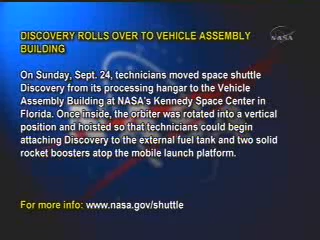 DISCOVERY ROLLS OVER TO VEHICLE ASSEMBLY
BUILDING
NASA
On Sunday, Sept. 24, technicians moved space shuttle
Discovery from its processing hangar to the Vehicle
Assembly Building at NASA's Kennedy Space Center in
Florida. Once inside, the orbiter was rotated into a vertical
position and hoisted so that technicians could begin
attaching Discovery to the external fuel tank and two solid
rocket boosters atop the mobile launch platform.
For more info: www.nasa.gov/shuttle